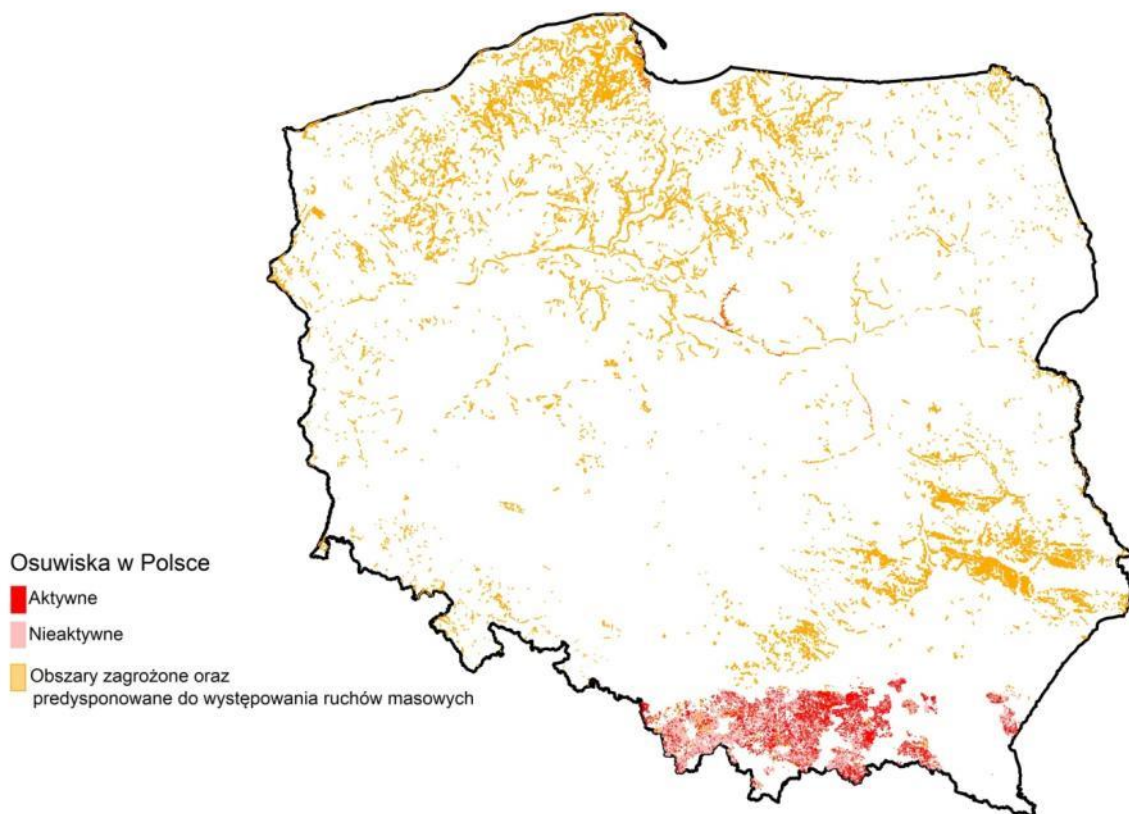 Osuwiska w Polsce
Aktywne
Nieaktywne
Obszary zagrożone oraz
predysponowane do występowania ruchów masowych